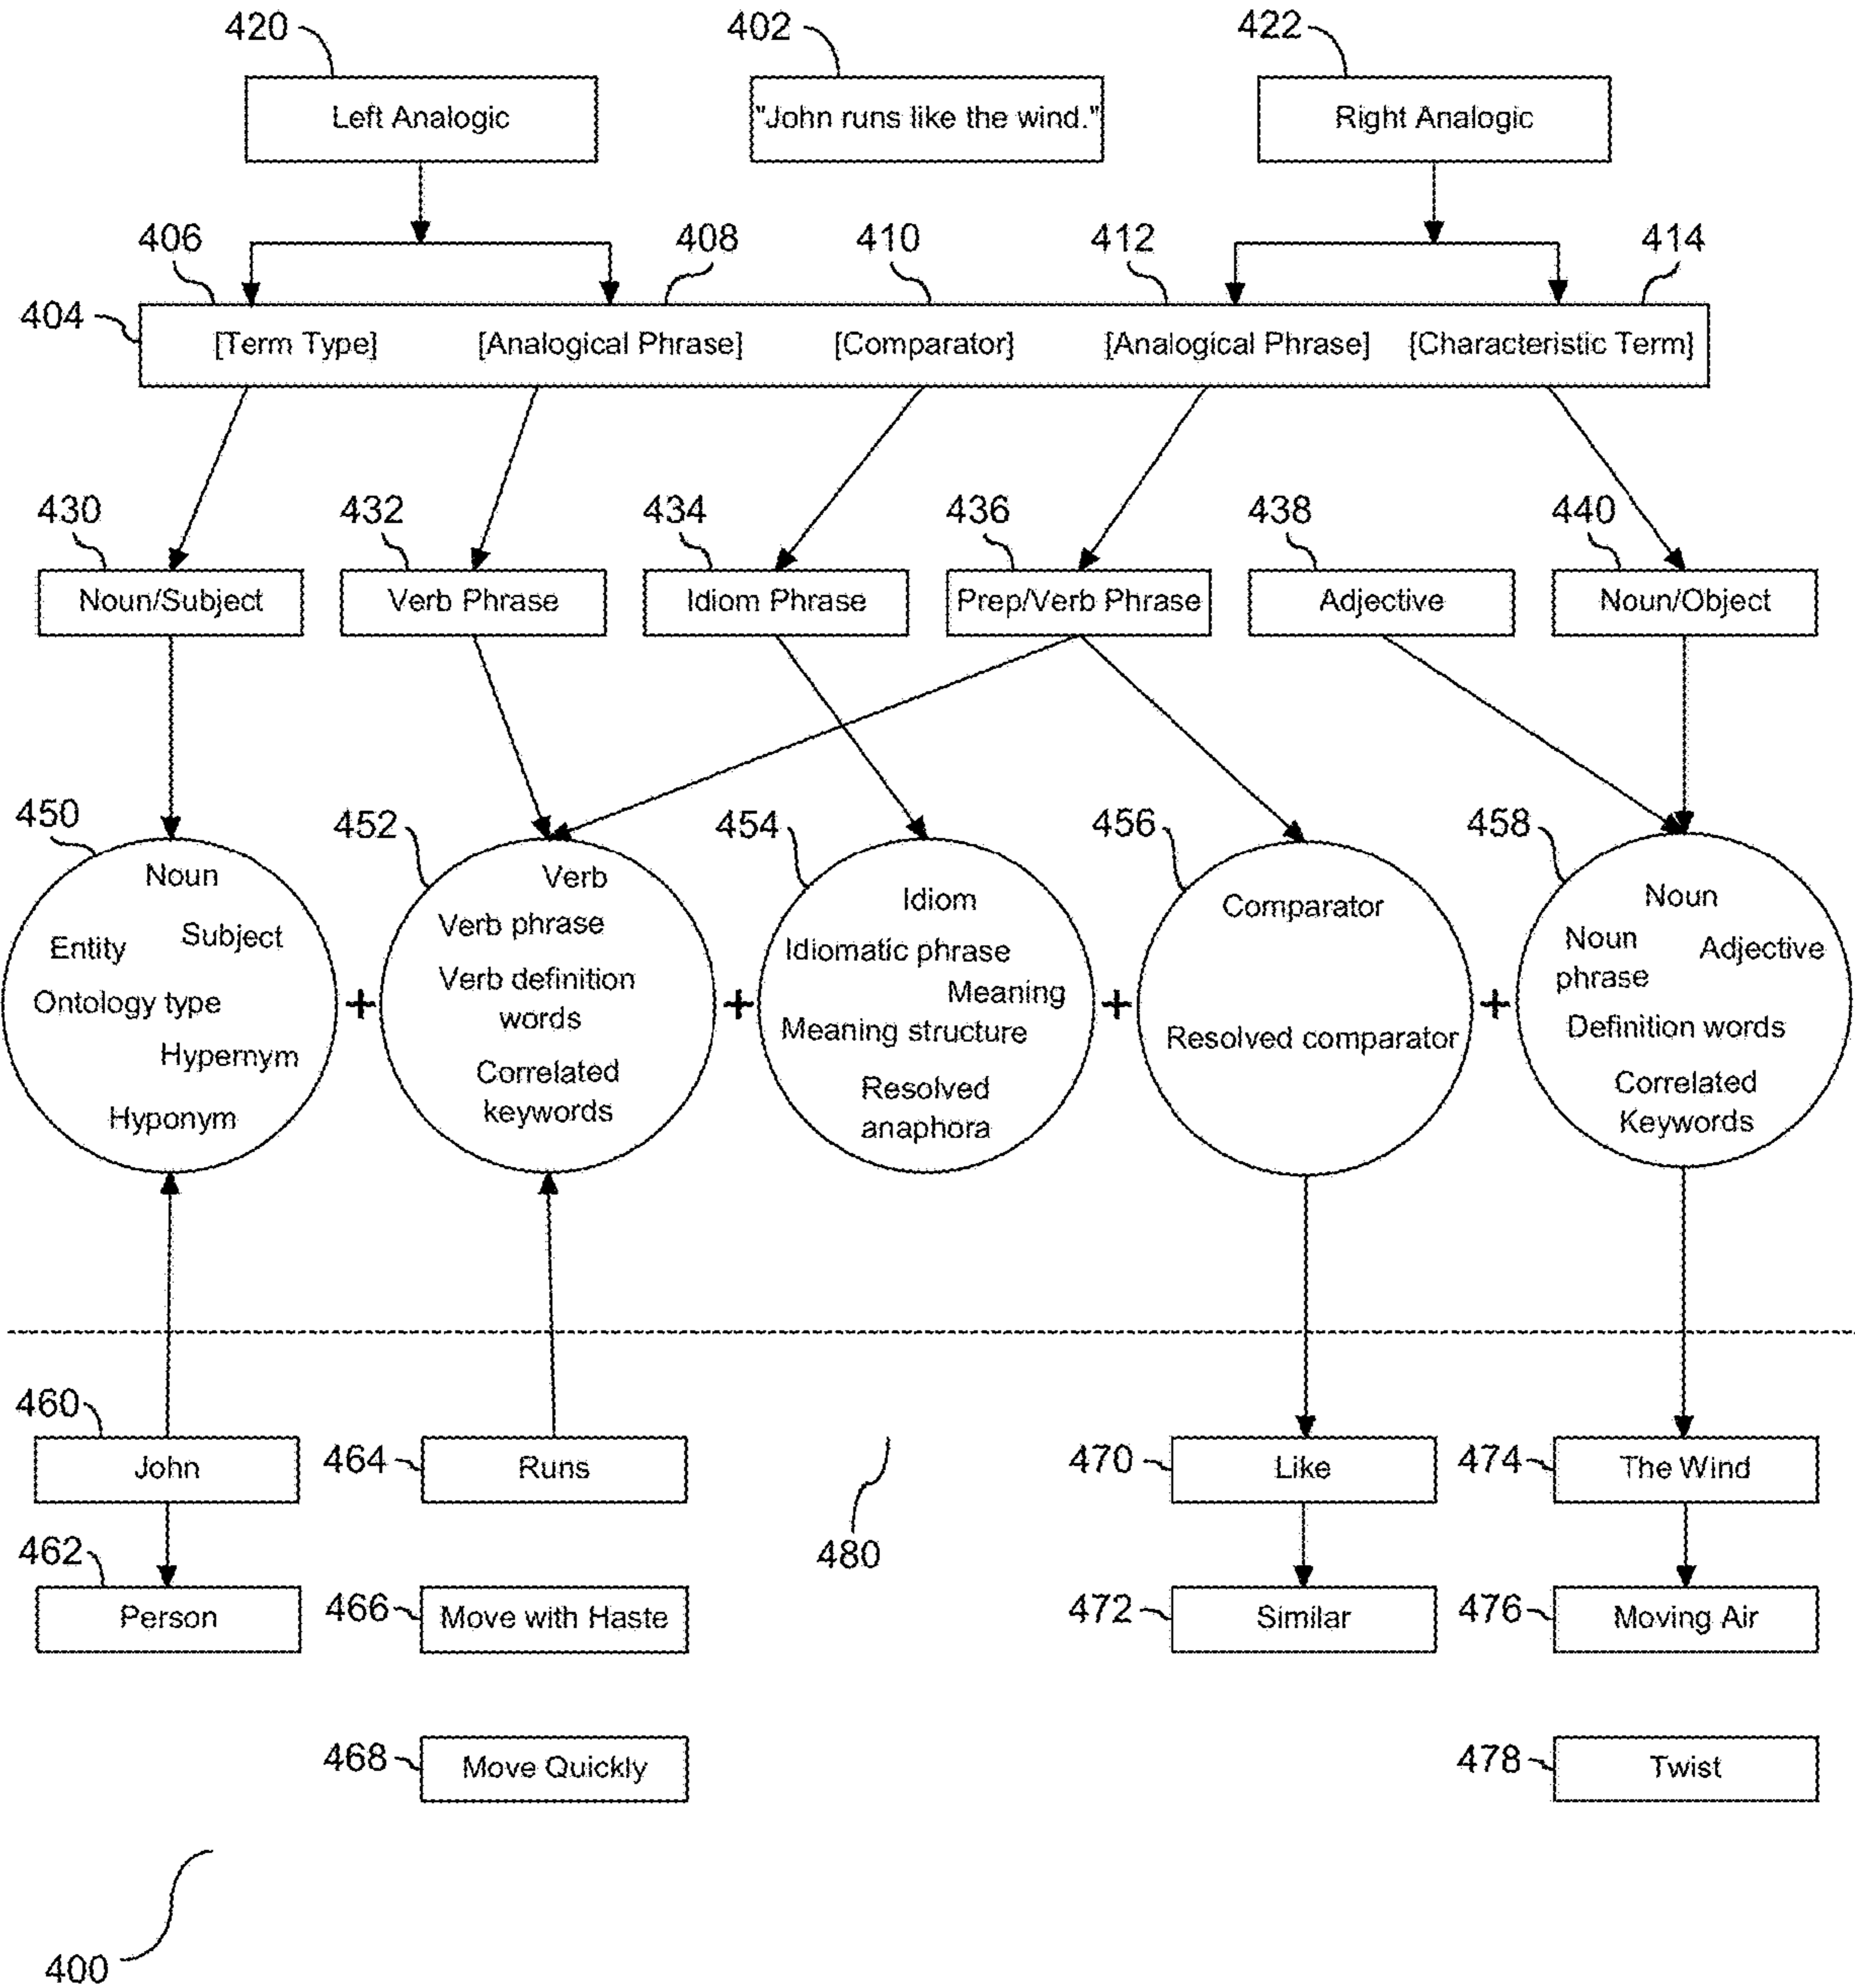 420
402
422
Left Analogic
"John runs like the wind."
Right Analogic
406
408
410
412
414
404
[Term Type] [Analogical Phrase] [Comparator] [Analogical Phrase] [Characteristic Term]
430
432
434
436
438
440
Noun/Subject
Verb Phrase
Idiom Phrase
Prep/Verb Phrase
Adjective
Noun/Object
450
Noun
Entity
Subject
Ontology type
Hypernym
Hyponym
+
452
Verb
Verb phrase
Verb definition
words
Correlated
keywords
+
454
Idiom
Idiomatic phrase
Meaning
Meaning structure
Resolved
anaphora
+
456
Comparator
Resolved comparator
+
458
Noun
Noun
phrase
Adjective
Definition words
Correlated
Keywords
460
John
464
Runs
470
Like
474
The Wind
480
462
Person
466
Move with Haste
472
Similar
476
Moving Air
468
Move Quickly
478
Twist
400